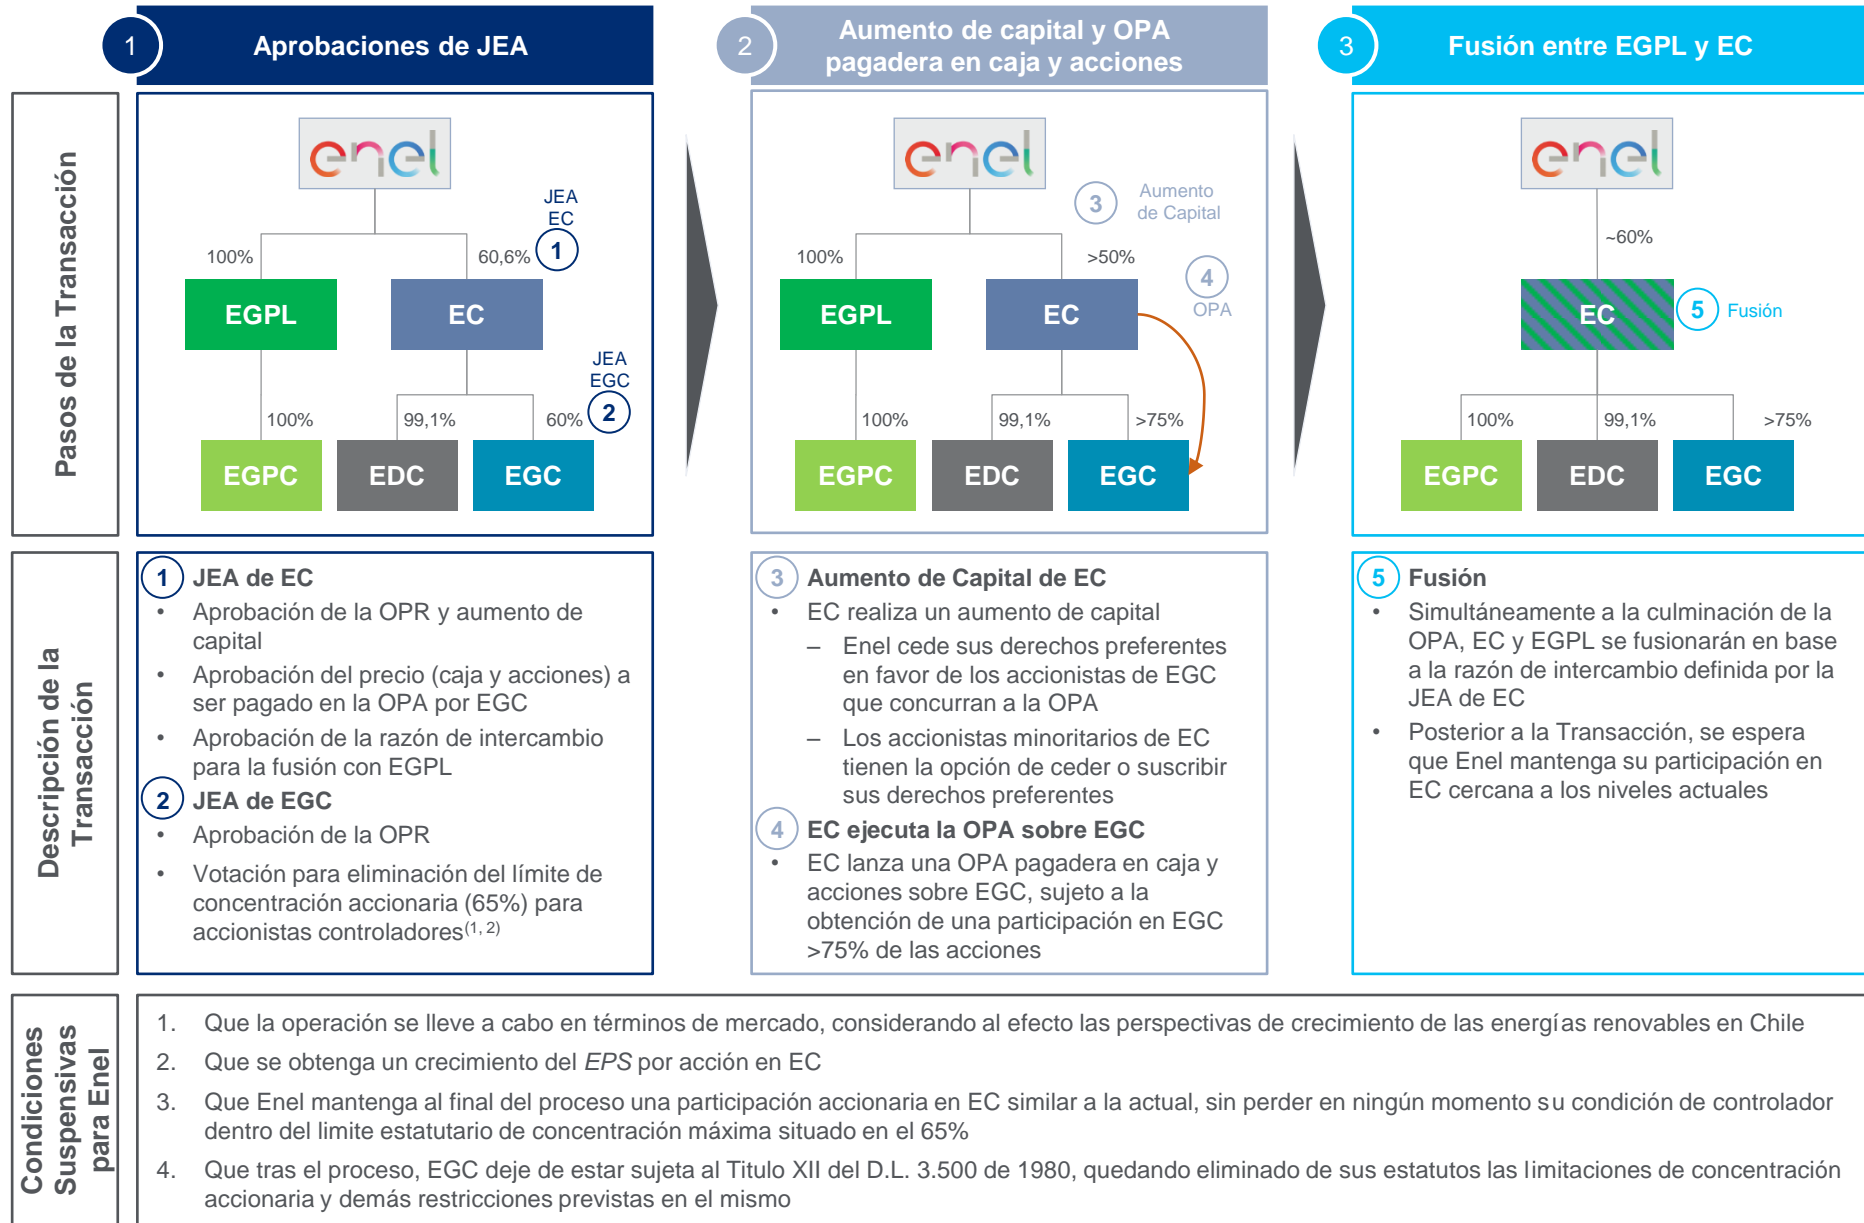 1
Aprobaciones de JEA
2
Aumento de capital y OPA
pagadera en caja y acciones
3
Fusión entre EGPL y EC
Pasos de la Transacción
enel
JEA
EC
1
100%
60,6%
EGPL
EC
JEA
EGC
2
100%
99,1%
60%
EGPC
EDC
EGC
enel
3
Aumento
de Capital
100%
>50%
4
OPA
EGPL
EC
100%
99,1%
>75%
EGPC
EDC
EGC
enel
~60%
EC
5
Fusión
100%
99,1%
>75%
EGPC
EDC
EGC
Descripción de la
Transacción
1 JEA de EC
• Aprobación de la OPR y aumento de
capital
• Aprobación del precio (caja y acciones) a
ser pagado en la OPA por EGC
• Aprobación de la razón de intercambio
para la fusión con EGPL
2 JEA de EGC
• Aprobación de la OPR
• Votación para eliminación del límite de
concentración accionaria (65%) para
accionistas controladores(1, 2)
3 Aumento de Capital de EC
• EC realiza un aumento de capital
– Enel cede sus derechos preferentes
en favor de los accionistas de EGC
que concurran a la OPA
– Los accionistas minoritarios de EC
tienen la opción de ceder o suscribir
sus derechos preferentes
4 EC ejecuta la OPA sobre EGC
• EC lanza una OPA pagadera en caja y
acciones sobre EGC, sujeto a la
obtención de una participación en EGC
>75% de las acciones
5 Fusión
• Simultáneamente a la culminación de la
OPA, EC y EGPL se fusionarán en base
a la razón de intercambio definida por la
JEA de EC
• Posterior a la Transacción, se espera
que Enel mantenga su participación en
EC cercana a los niveles actuales
Condiciones
Suspensivas
para Enel
1. Que la operación se lleve a cabo en términos de mercado, considerando al efecto las perspectivas de crecimiento de las energías renovables en Chile
2. Que se obtenga un crecimiento del EPS por acción en EC
3. Que Enel mantenga al final del proceso una participación accionaria en EC similar a la actual, sin perder en ningún momento su condición de controlador
dentro del limite estatutario de concentración máxima situado en el 65%
4. Que tras el proceso, EGC deje de estar sujeta al Titulo XII del D.L. 3.500 de 1980, quedando eliminado de sus estatutos las limitaciones de concentración
accionaria y demás restricciones previstas en el mismo